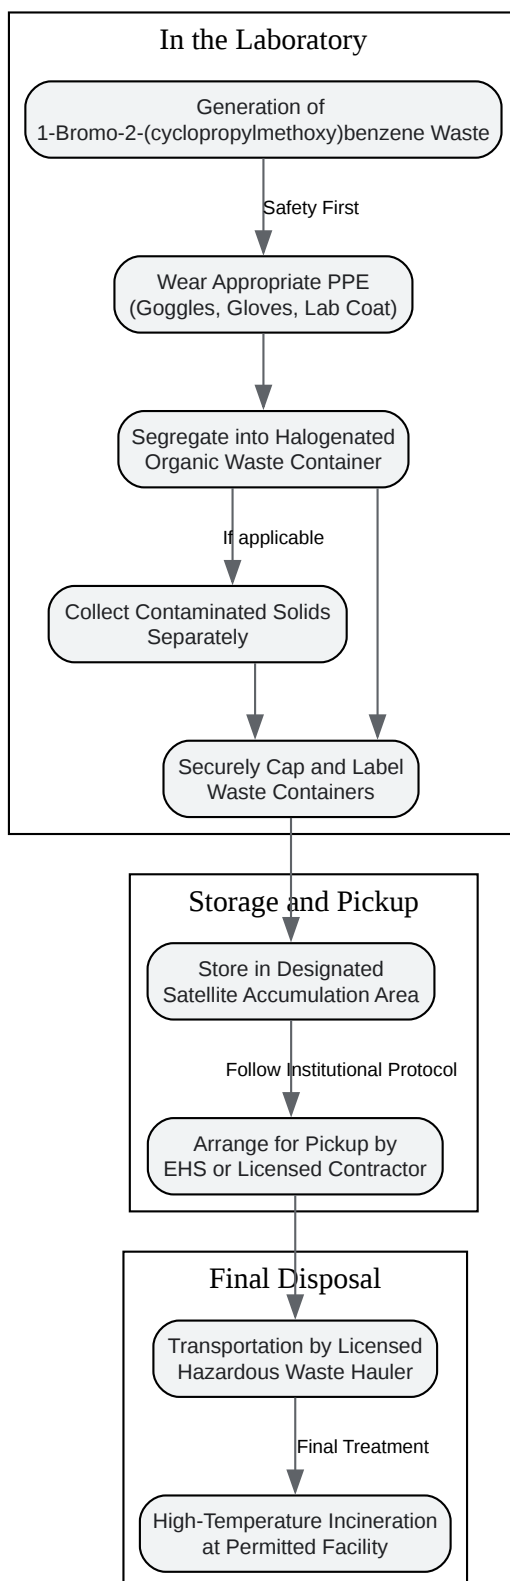 In the Laboratory
Generation of
1-Bromo-2-(cyclopropylmethoxy)benzene Waste
Safety First
Wear Appropriate PPE
(Goggles, Gloves, Lab Coat)
Segregate into Halogenated
Organic Waste Container
If applicable
Collect Contaminated Solids
Separately
Securely Cap and Label
Waste Containers
Storage and Pickup
Store in Designated
Satellite Accumulation Area
Follow Institutional Protocol
Arrange for Pickup by
EHS or Licensed Contractor
Final Disposal
Transportation by Licensed
Hazardous Waste Hauler
Final Treatment
High-Temperature Incineration
at Permitted Facility